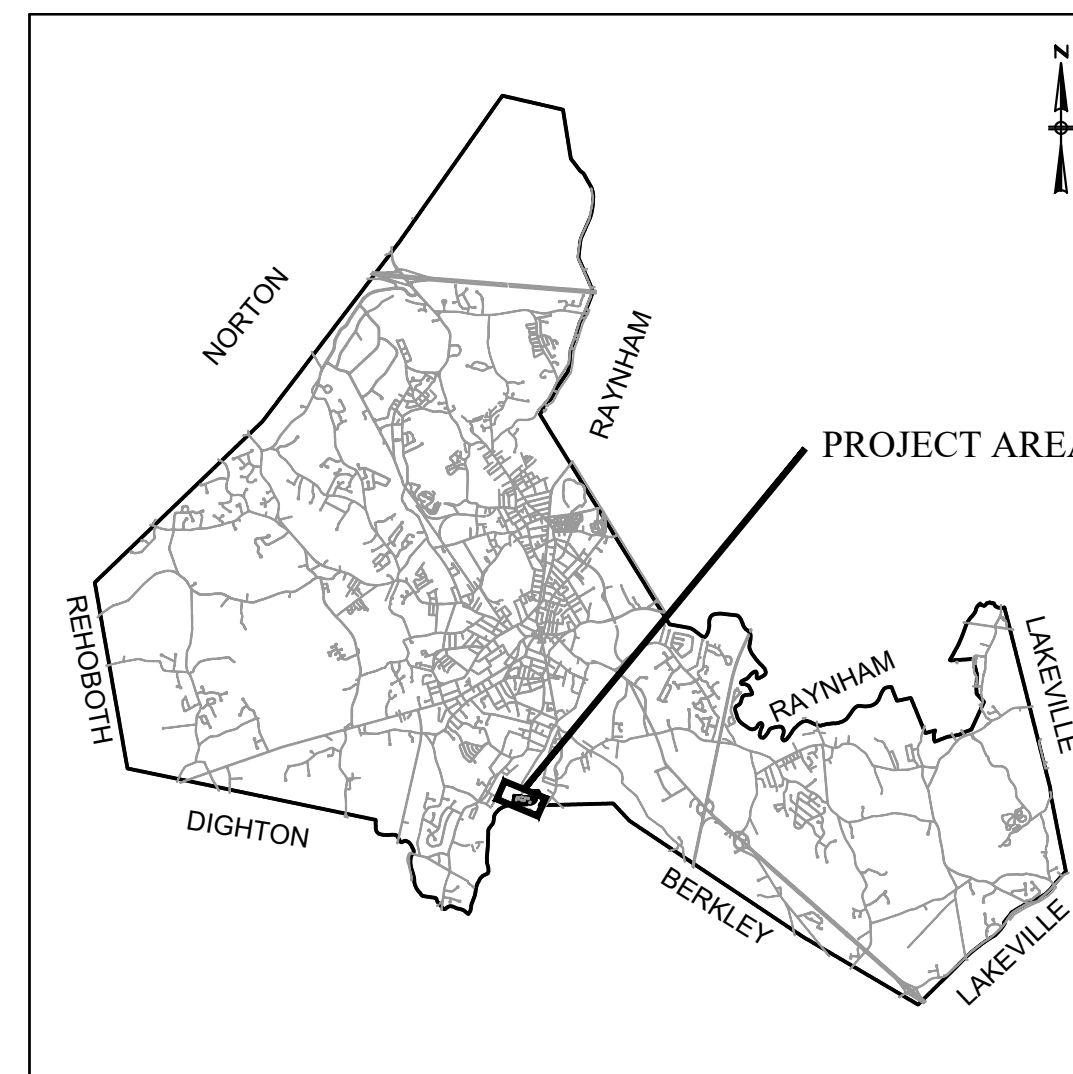 N
NORTON
RAYNHAM
PROJECT AREA
REHOBOTH
RAYNHAM
LAKEVILLE
DIGHTON
BERKLEY
LAKEVILLE